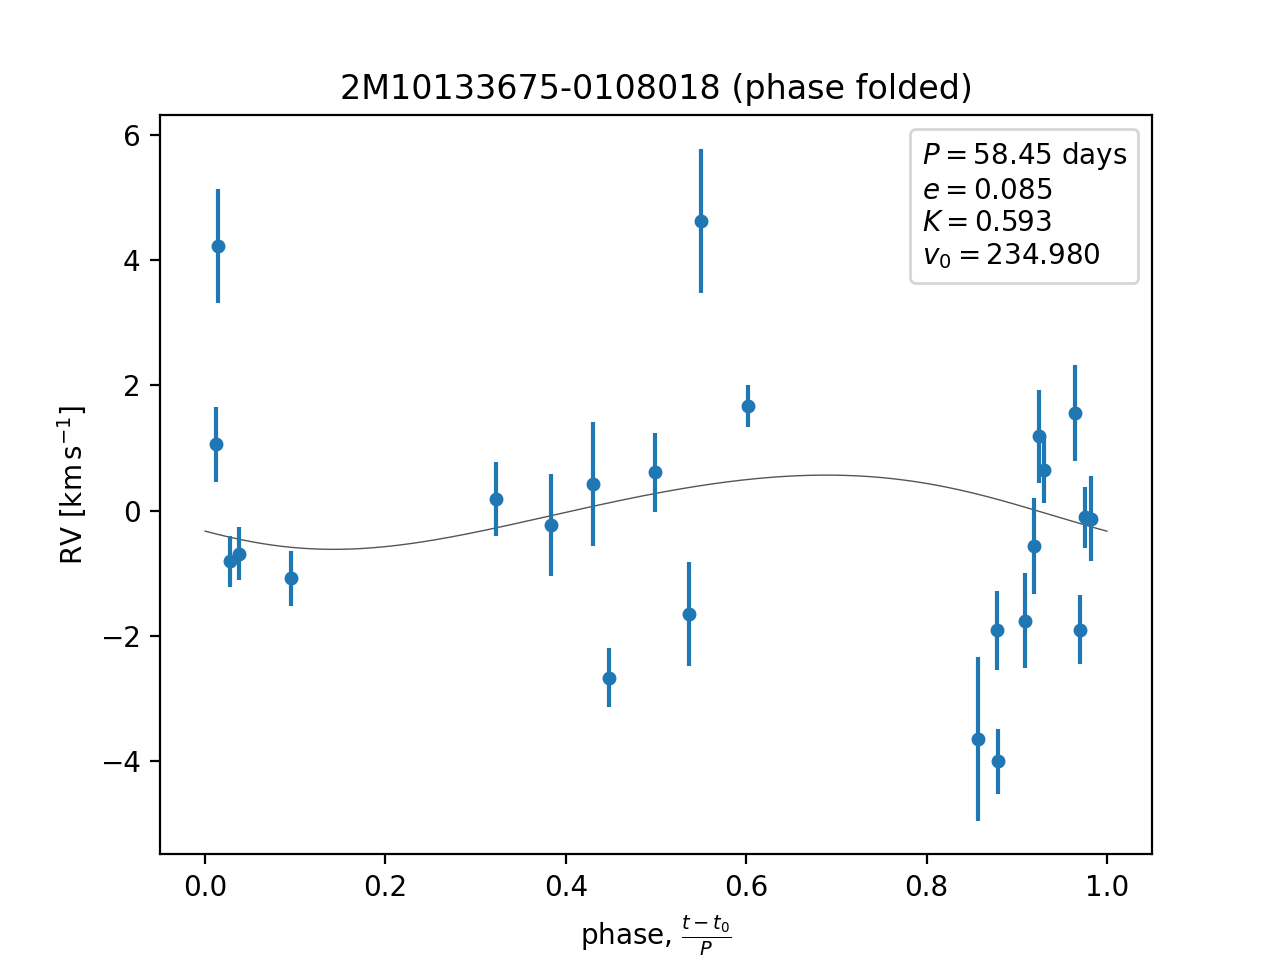 2M10133675-0108018 (phase folded)
P = 58.45 days
e = 0.085
K = 0.593
v₀ = 234.980
RV [km s⁻¹]
6
4
2
0
−2
−4
0.0 0.2 0.4 0.6 0.8 1.0
phase, (t − t₀)/P